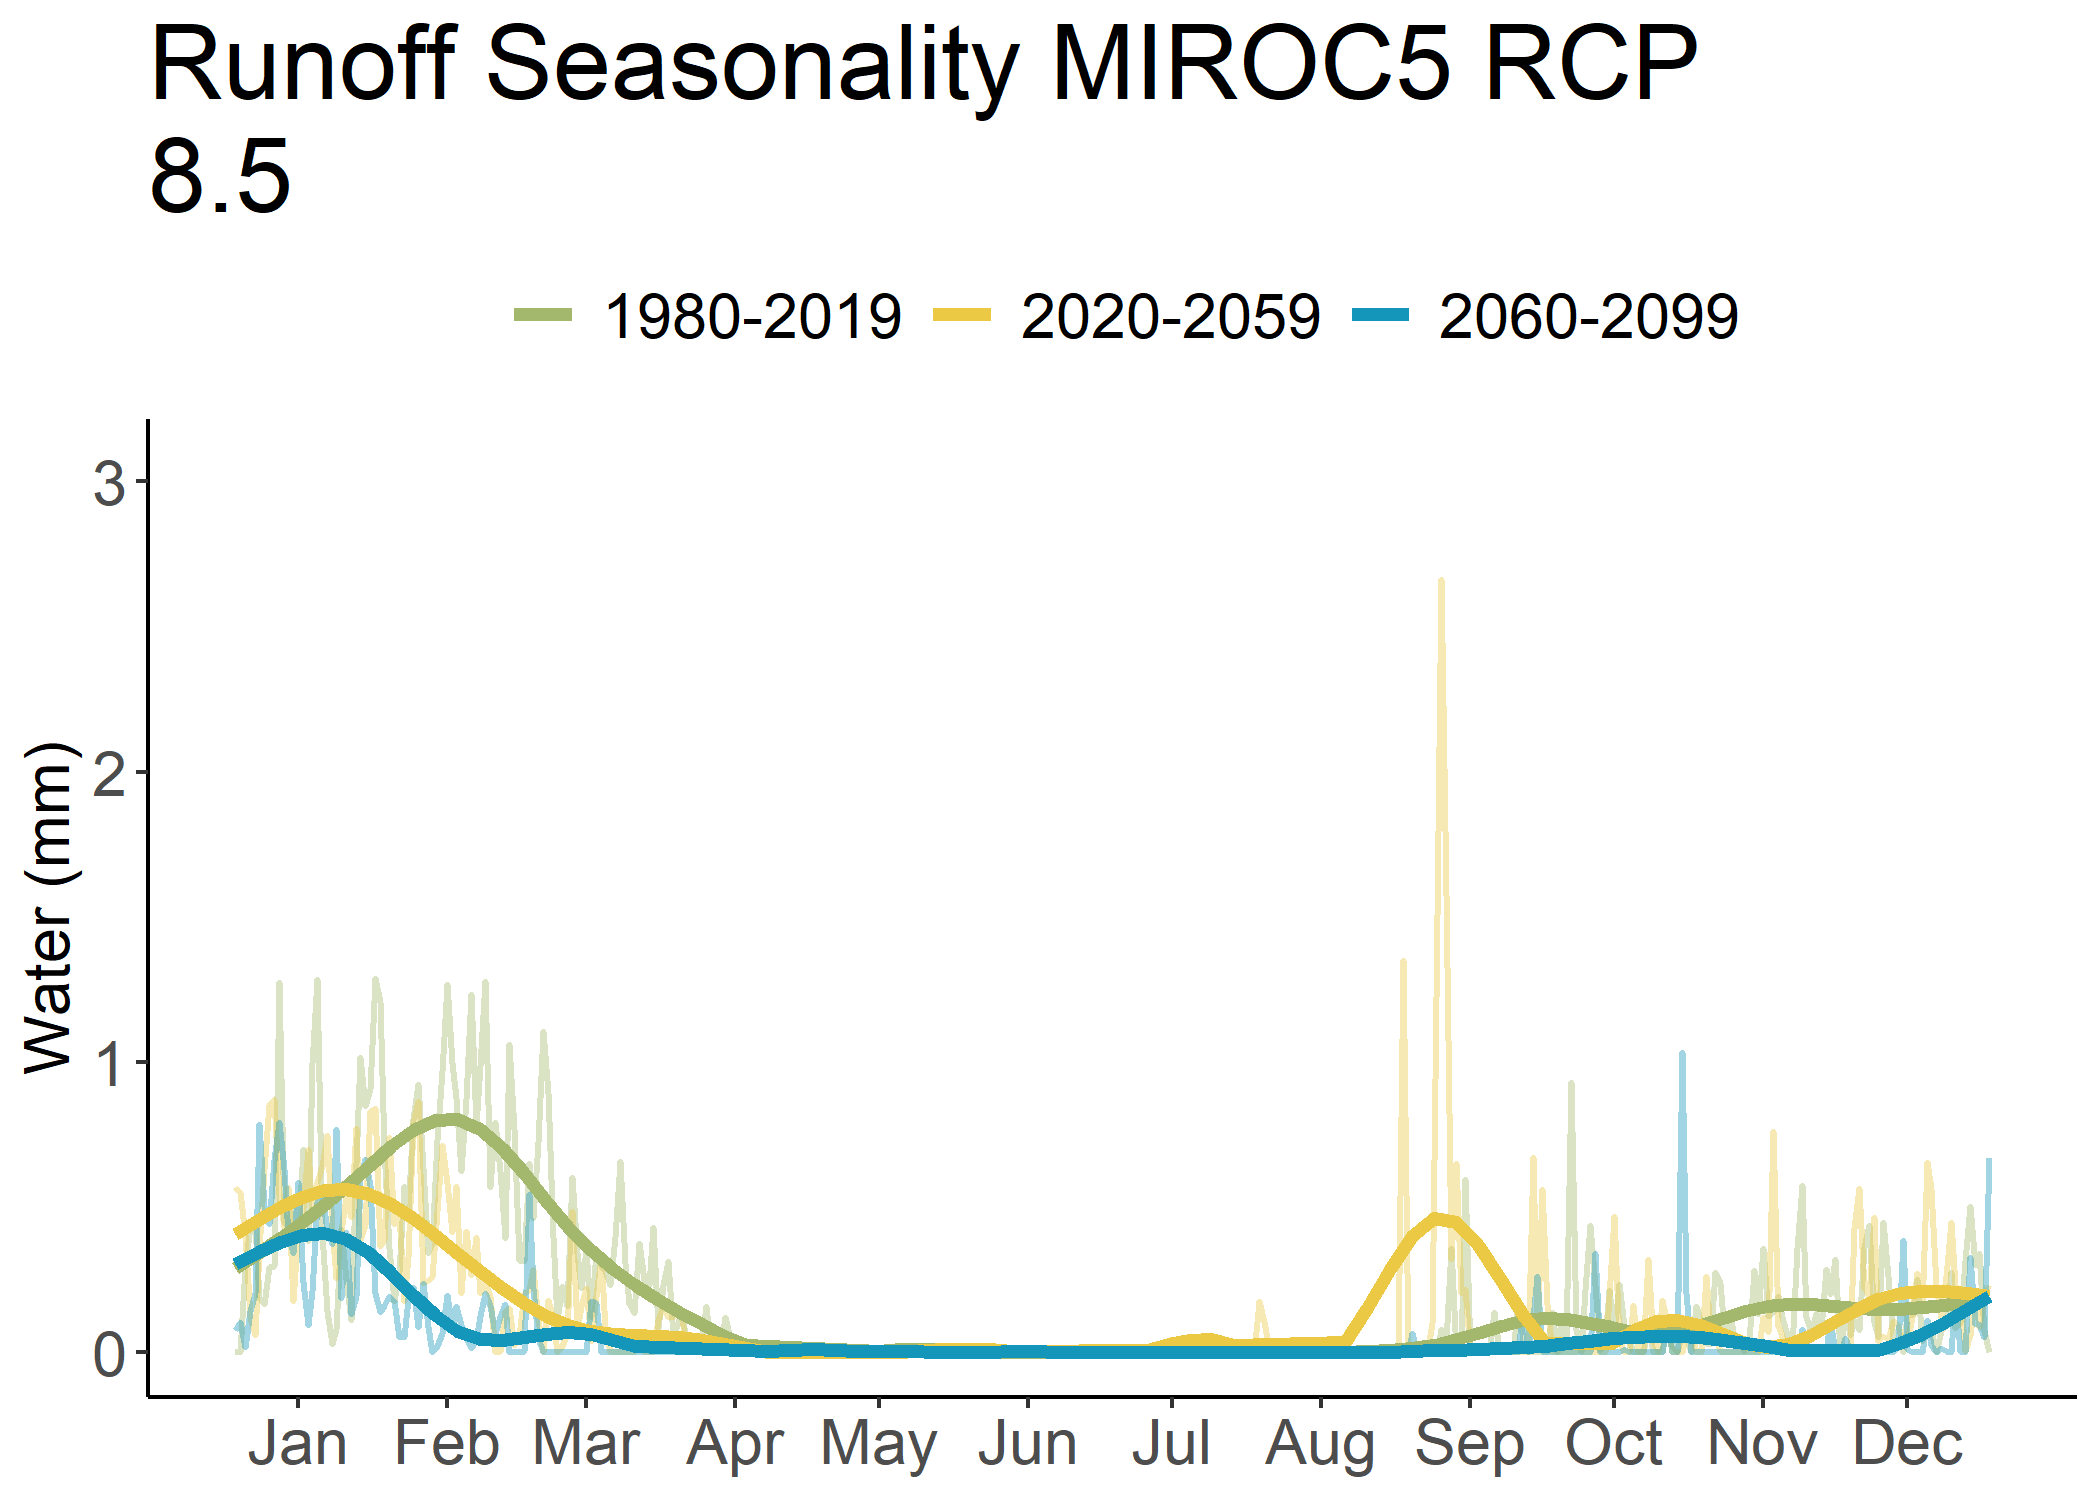 Runoff Seasonality MIROC5 RCP
8.5
1980-2019 2020-2059 2060-2099
Water (mm)
3
2
1
0
Jan Feb Mar Apr May Jun Jul Aug Sep Oct Nov Dec